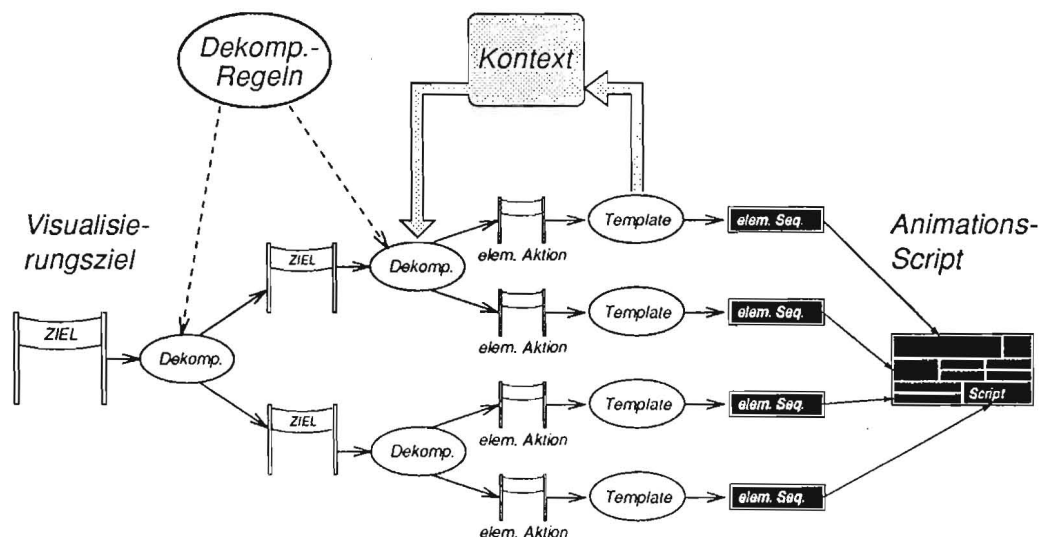 Dekomp.-
Regeln
Kontext
Visualisie-
rungsziel
Animations-
Script
ZIEL
Dekomp.
ZIEL
Dekomp.
elem. Aktion
Template
elem. Seq.
elem. Aktion
Template
elem. Seq.
ZIEL
Dekomp.
elem. Aktion
Template
elem. Seq.
elem. Aktion
Template
elem. Seq.
Script